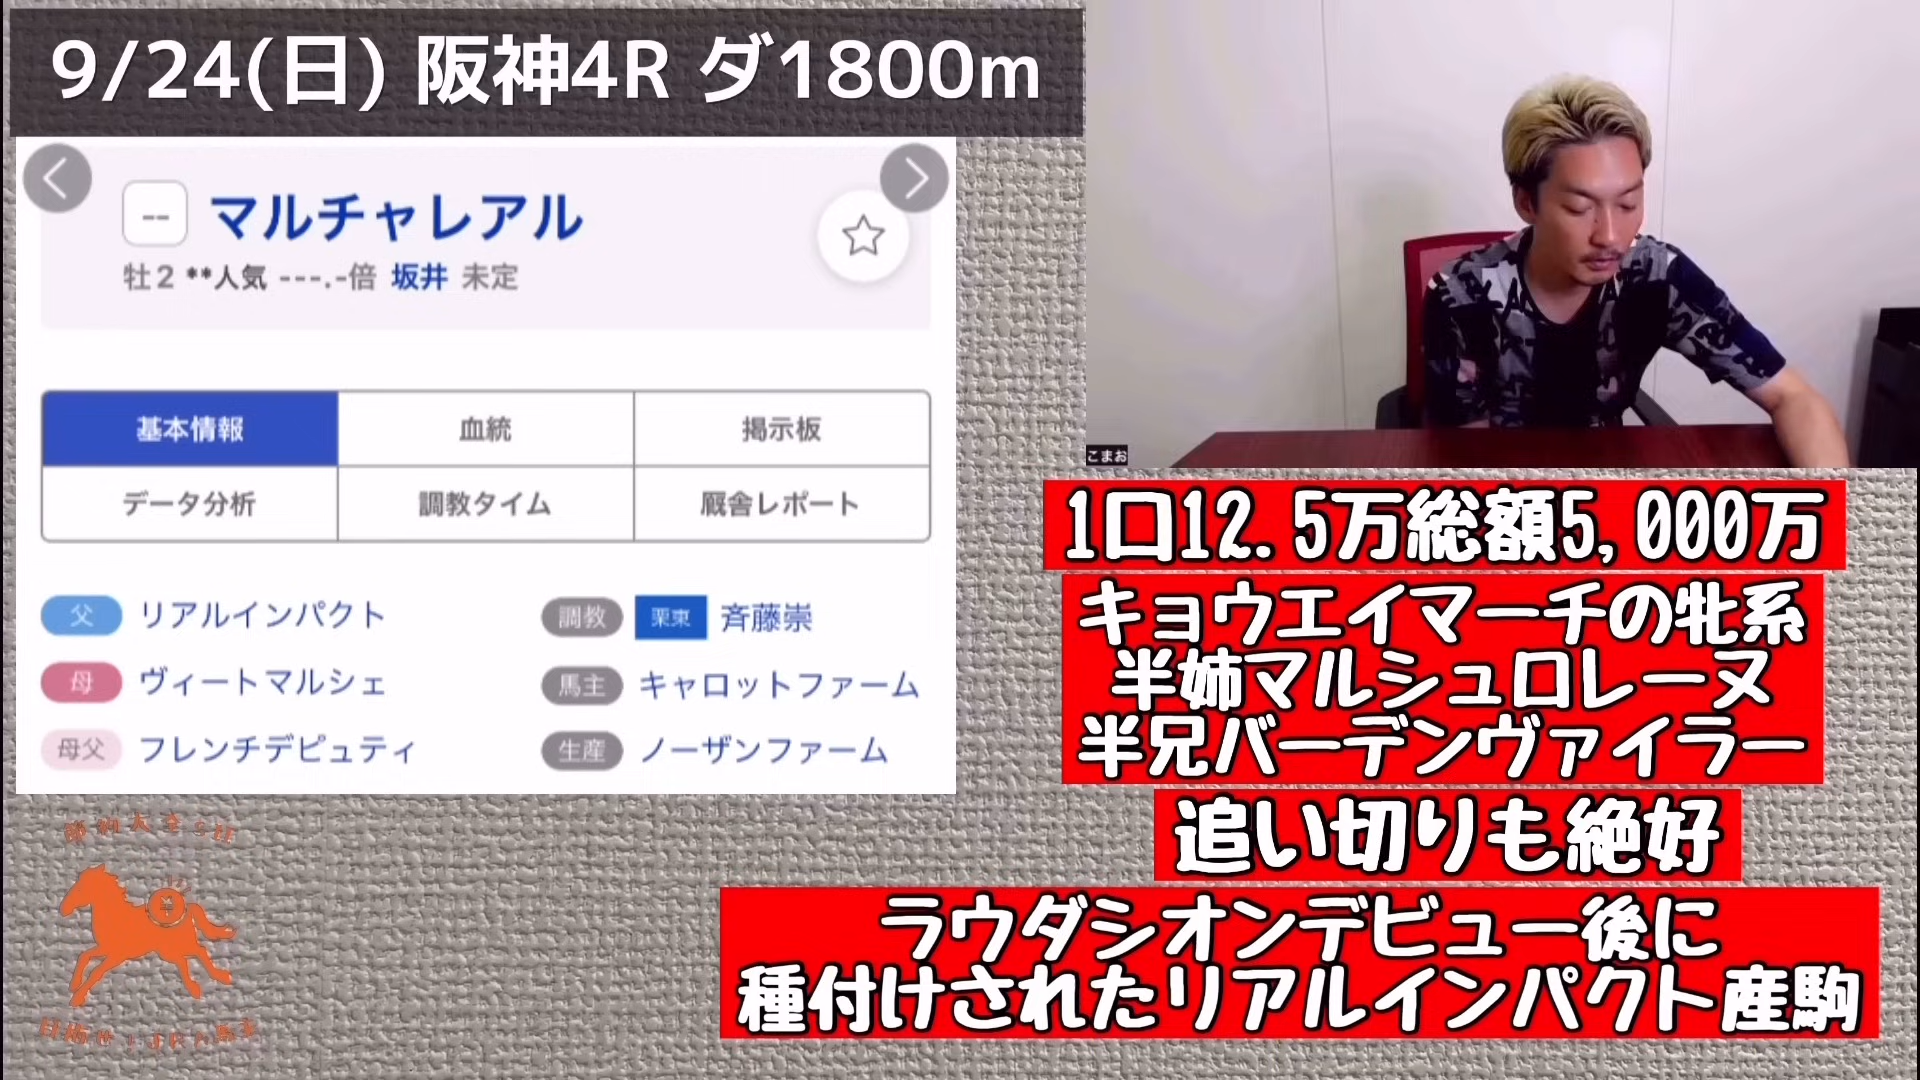 9/24(日) 阪神4R ダ1800m
-- マルチャレアル
牡2 **人気 ---.-倍 坂井 未定
基本情報 血統 掲示板
データ分析 調教タイム 厩舎レポート
父 リアルインパクト 調教 栗東 斉藤崇
母 ヴィートマルシェ 馬主 キャロットファーム
母父 フレンチデピュティ 生産 ノーザンファーム
こまお
1口12.5万総額5,000万
キョウエイマーチの牝系
半姉マルシュロレーヌ
半兄バーデンヴァイラー
追い切りも絶好
ラウダシオンデビュー後に
種付けされたリアルインパクト産駒